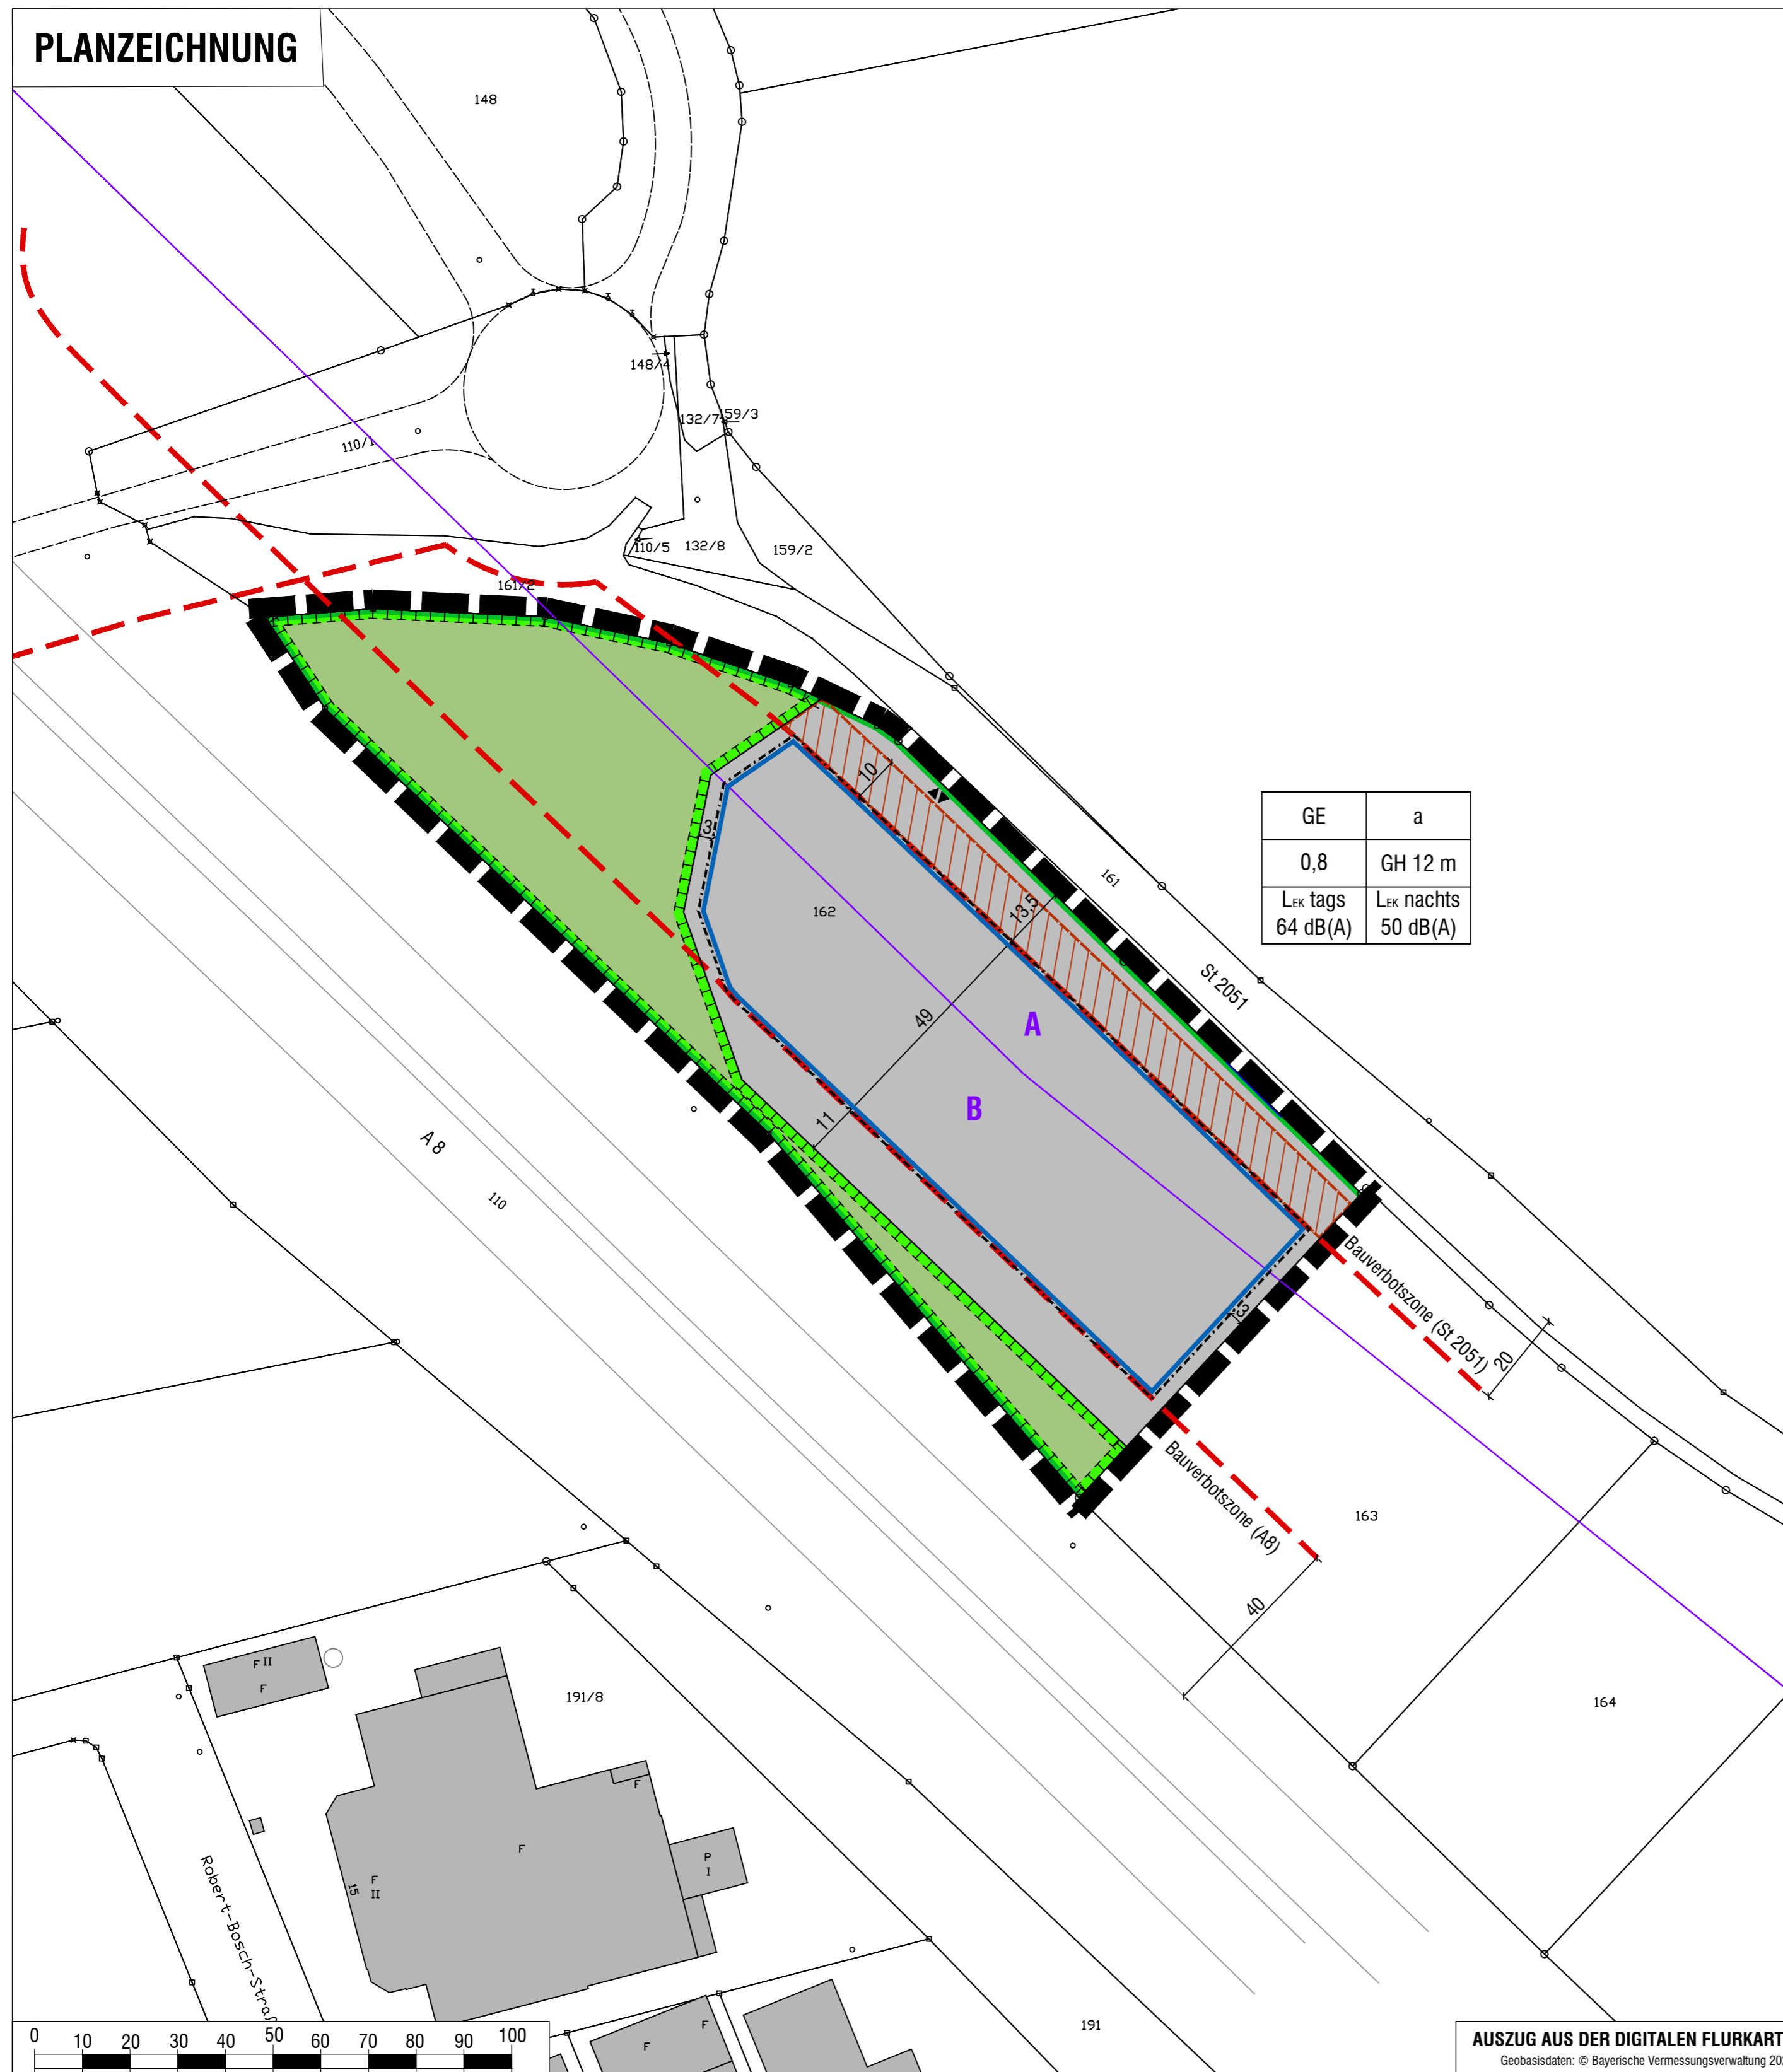 PLANZEICHNUNG
148
148/4
132/7
159/3
110/1
110/5
132/8
159/2
161/2
10
3
162
161
13,5
St 2051
49
A
B
11
GE
a
0,8
GH 12 m
LEK tags
64 dB(A)
LEK nachts
50 dB(A)
A 8
110
3
Bauverbotszone (St 2051)
20
Bauverbotszone (A8)
40
163
164
F II
F
191/8
F
F
F
II
15
P
I
Robert-Bosch-Straß
F
F
191
0
10
20
30
40
50
60
70
80
90
100
AUSZUG AUS DER DIGITALEN FLURKART
Geobasisdaten: © Bayerische Vermessungsverwaltung 20